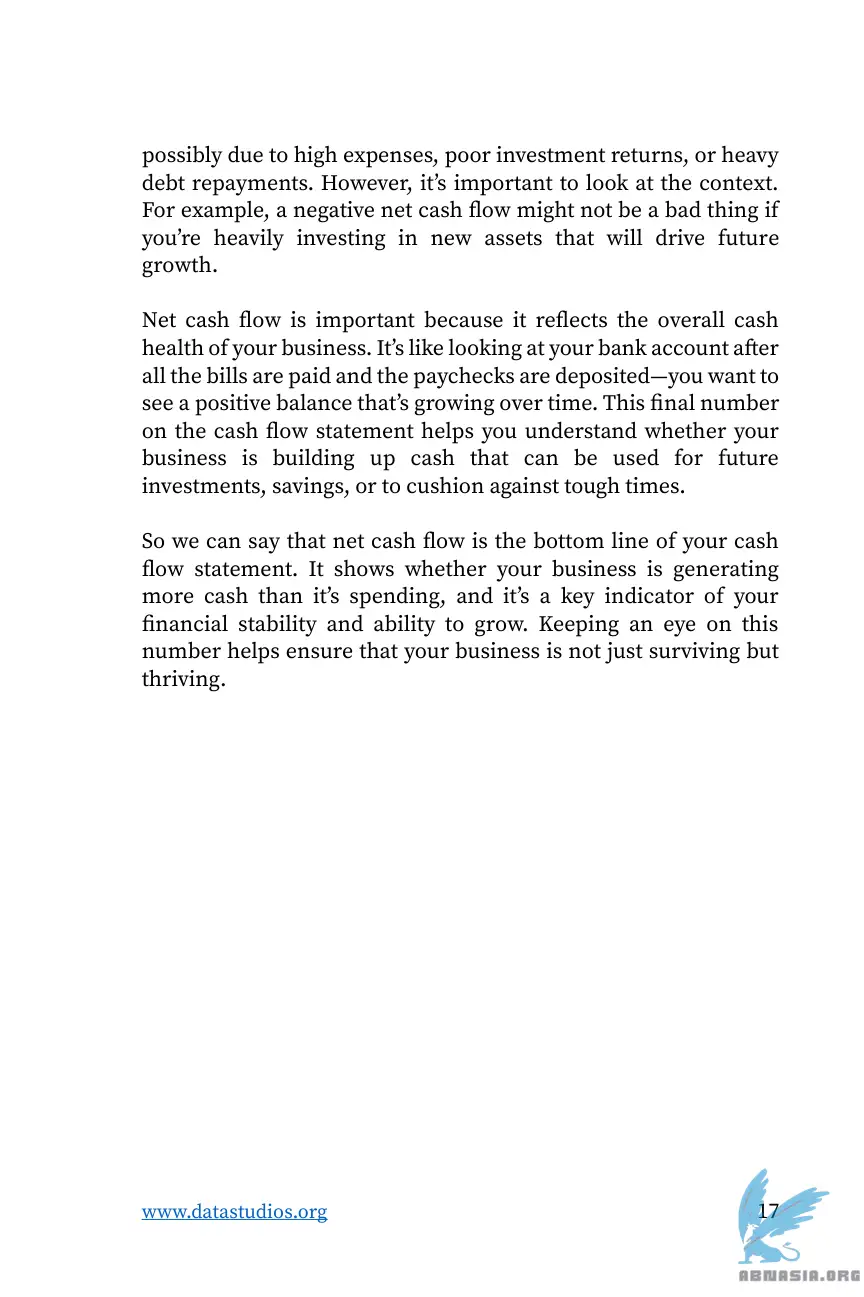 possibly due to high expenses, poor investment returns, or heavy
debt repayments. However, it’s important to look at the context.
For example, a negative net cash flow might not be a bad thing if
you’re heavily investing in new assets that will drive future
growth.
Net cash flow is important because it reflects the overall cash
health of your business. It’s like looking at your bank account after
all the bills are paid and the paychecks are deposited—you want to
see a positive balance that’s growing over time. This final number
on the cash flow statement helps you understand whether your
business is building up cash that can be used for future
investments, savings, or to cushion against tough times.
So we can say that net cash flow is the bottom line of your cash
flow statement. It shows whether your business is generating
more cash than it’s spending, and it’s a key indicator of your
financial stability and ability to grow. Keeping an eye on this
number helps ensure that your business is not just surviving but
thriving.
www.datastudios.org 17
ABNASIA.ORG